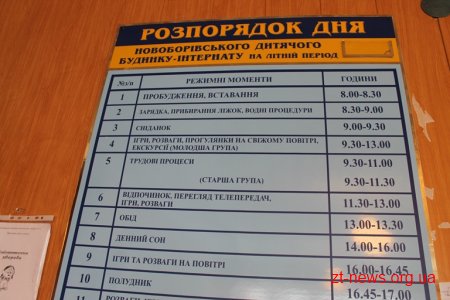 РОЗПОРЯДОК ДНЯ
НОВОБОРІВСЬКОГО ДИТЯЧОГО
БУДИНКУ-ІНТЕРНАТУ НА ЛІТНІЙ ПЕРІОД
№з/п РЕЖИМНІ МОМЕНТИ ГОДИНИ
1 ПРОБУДЖЕННЯ, ВСТАВАННЯ 8.00-8.30
2 ЗАРЯДКА, ПРИБИРАННЯ ЛІЖОК, ВОДНІ ПРОЦЕДУРИ 8.30-9.00
3 СНІДАНОК 9.00-9.30
4 ІГРИ, РОЗВАГИ, ПРОГУЛЯНКИ НА СВІЖОМУ ПОВІТРІ, 9.30-13.00
ЕКСКУРСІЇ (МОЛОДША ГРУПА)
5 ТРУДОВІ ПРОЦЕСИ 9.30-11.00
(СТАРША ГРУПА) 9.30-11.30
6 ВІДПОЧИНОК, ПЕРЕГЛЯД ТЕЛЕПЕРЕДАЧ, 11.30-13.00
ІГРИ, РОЗВАГИ
7 ОБІД 13.00-13.30
8 ДЕННИЙ СОН 14.00-16.00
9 ІГРИ ТА РОЗВАГИ НА ПОВІТРІ 16.00-16.45
10 ПОЛУДНИК 16.45-17.00
zt-news.org.ua